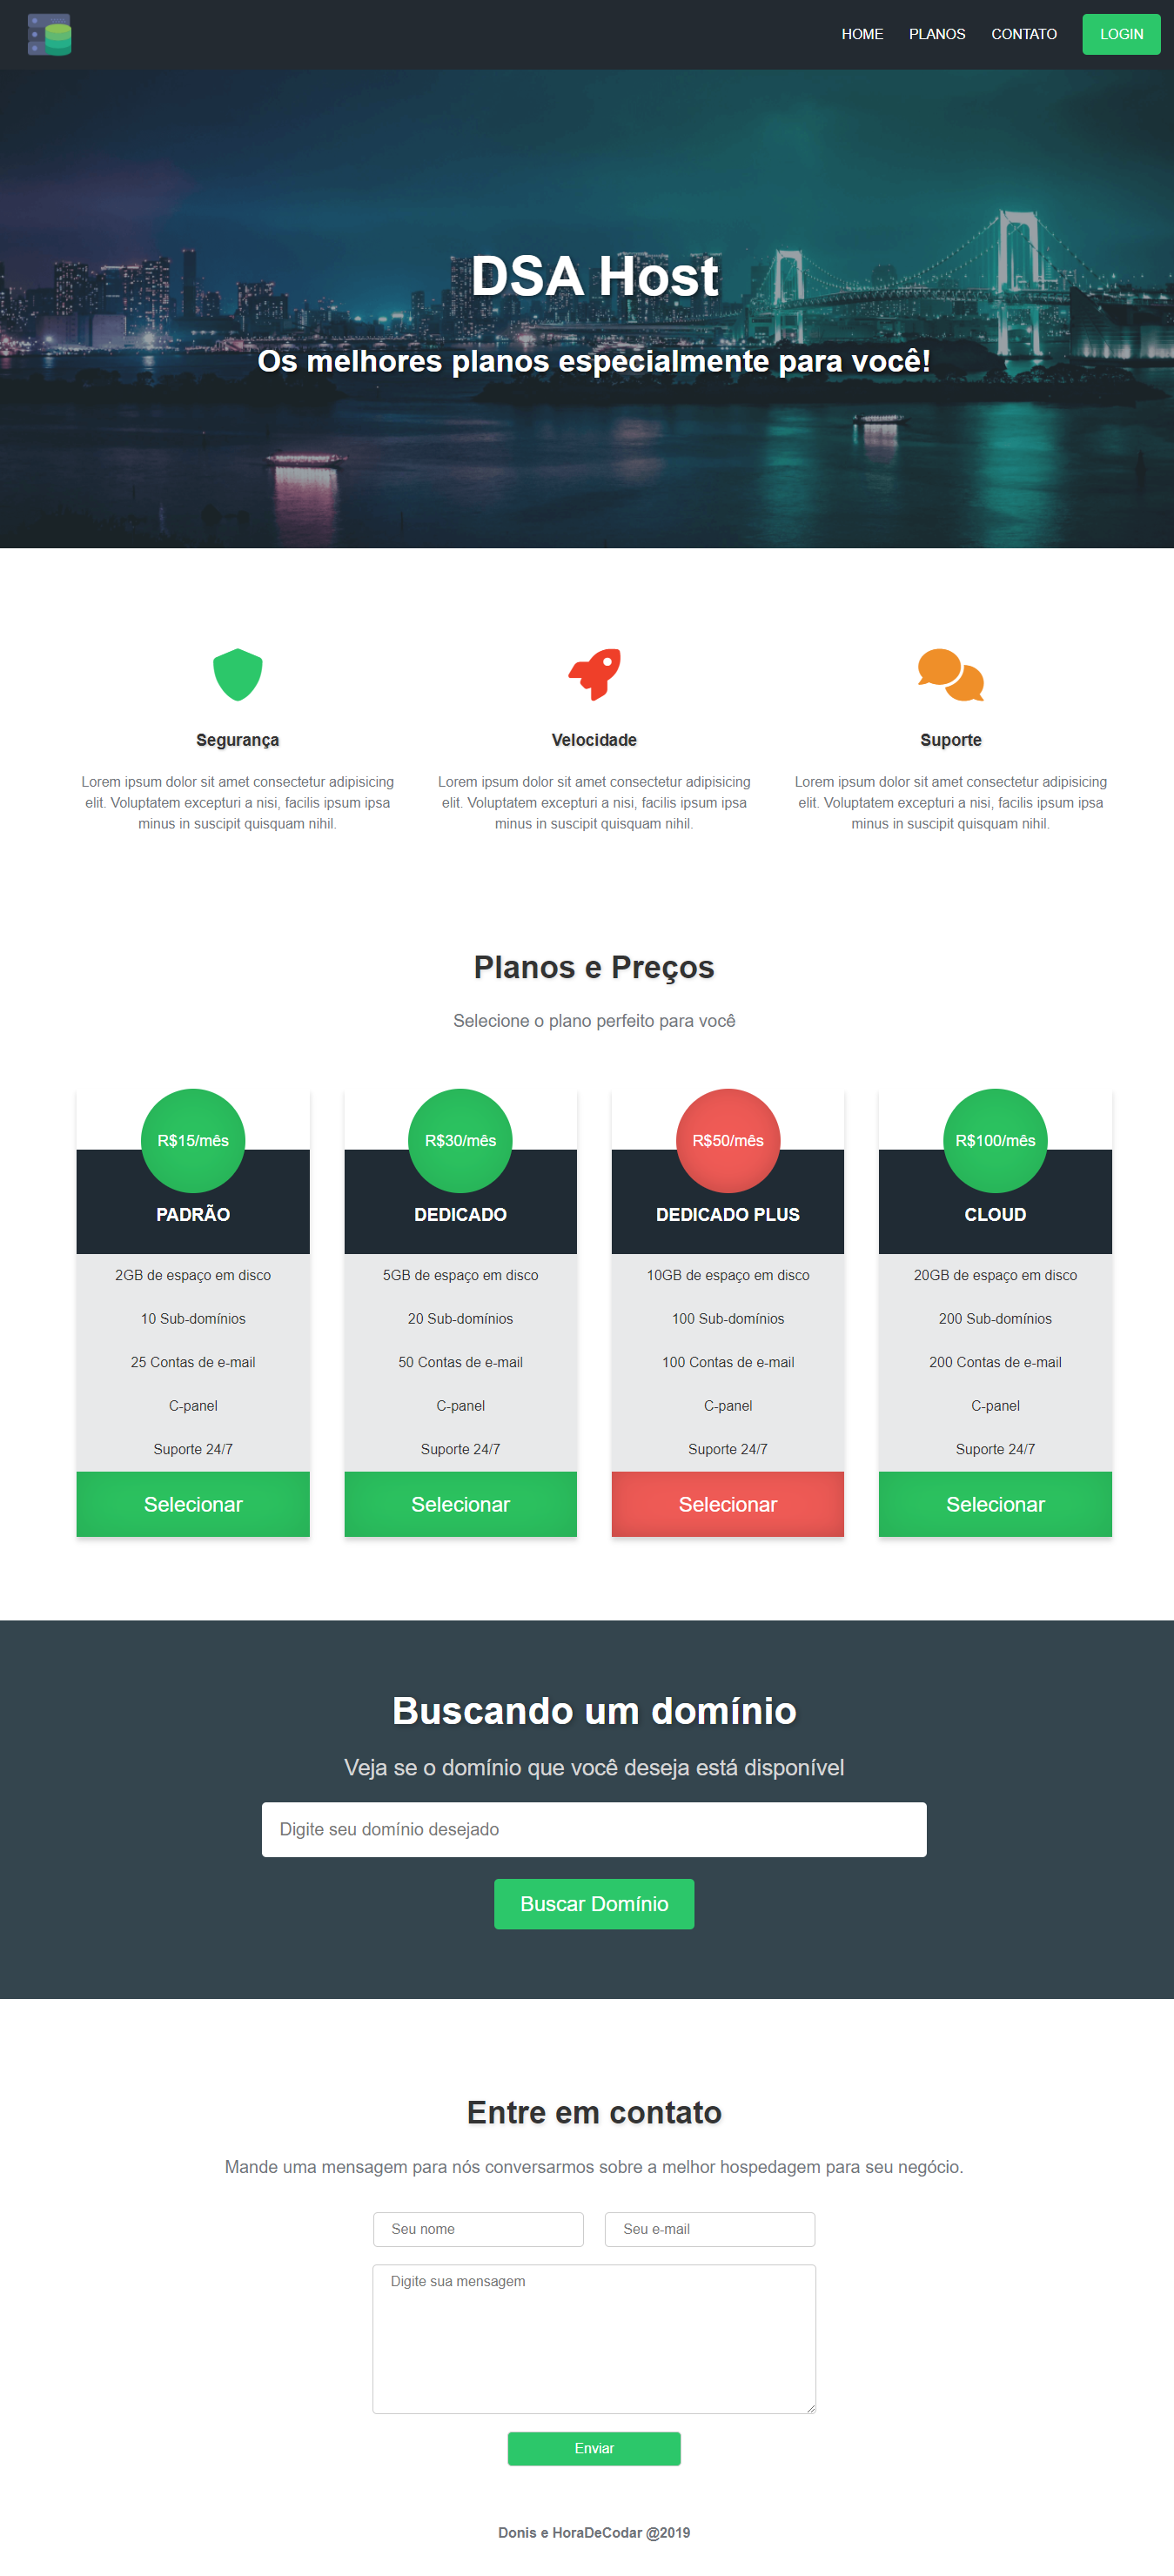 HOME PLANOS CONTATO LOGIN
DSA Host
Os melhores planos especialmente para você!
Segurança
Lorem ipsum dolor sit amet consectetur adipisicing
elit. Voluptatem excepturi a nisi, facilis ipsum ipsa
minus in suscipit quisquam nihil.
Velocidade
Lorem ipsum dolor sit amet consectetur adipisicing
elit. Voluptatem excepturi a nisi, facilis ipsum ipsa
minus in suscipit quisquam nihil.
Suporte
Lorem ipsum dolor sit amet consectetur adipisicing
elit. Voluptatem excepturi a nisi, facilis ipsum ipsa
minus in suscipit quisquam nihil.
Planos e Preços
Selecione o plano perfeito para você
R$15/mês
PADRÃO
2GB de espaço em disco
10 Sub-domínios
25 Contas de e-mail
C-panel
Suporte 24/7
Selecionar
R$30/mês
DEDICADO
5GB de espaço em disco
20 Sub-domínios
50 Contas de e-mail
C-panel
Suporte 24/7
Selecionar
R$50/mês
DEDICADO PLUS
10GB de espaço em disco
100 Sub-domínios
100 Contas de e-mail
C-panel
Suporte 24/7
Selecionar
R$100/mês
CLOUD
20GB de espaço em disco
200 Sub-domínios
200 Contas de e-mail
C-panel
Suporte 24/7
Selecionar
Buscando um domínio
Veja se o domínio que você deseja está disponível
Digite seu domínio desejado
Buscar Domínio
Entre em contato
Mande uma mensagem para nós conversarmos sobre a melhor hospedagem para seu negócio.
Seu nome
Seu e-mail
Digite sua mensagem
Enviar
Donis e HoraDeCodar @2019